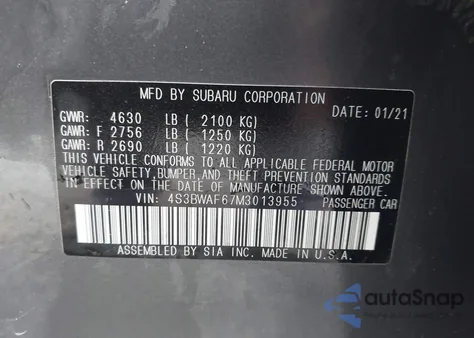 MFD BY SUBARU CORPORATION
GWVR: 4630 LB ( 2100 KG) DATE: 01/21
GAWR: F 2756 LB ( 1250 KG)
GAWR: R 2690 LB ( 1220 KG)
THIS VEHICLE CONFORMS TO ALL APPLICABLE FEDERAL MOTOR
VEHICLE SAFETY, BUMPER, AND THEFT PREVENTION STANDARDS
IN EFFECT ON THE DATE OF MANUFACTURE SHOWN ABOVE.
VIN: 4S3BWAF67M3013955 PASSENGER CAR
ASSEMBLED BY SIA INC. MADE IN U.S.A.
autoSnap